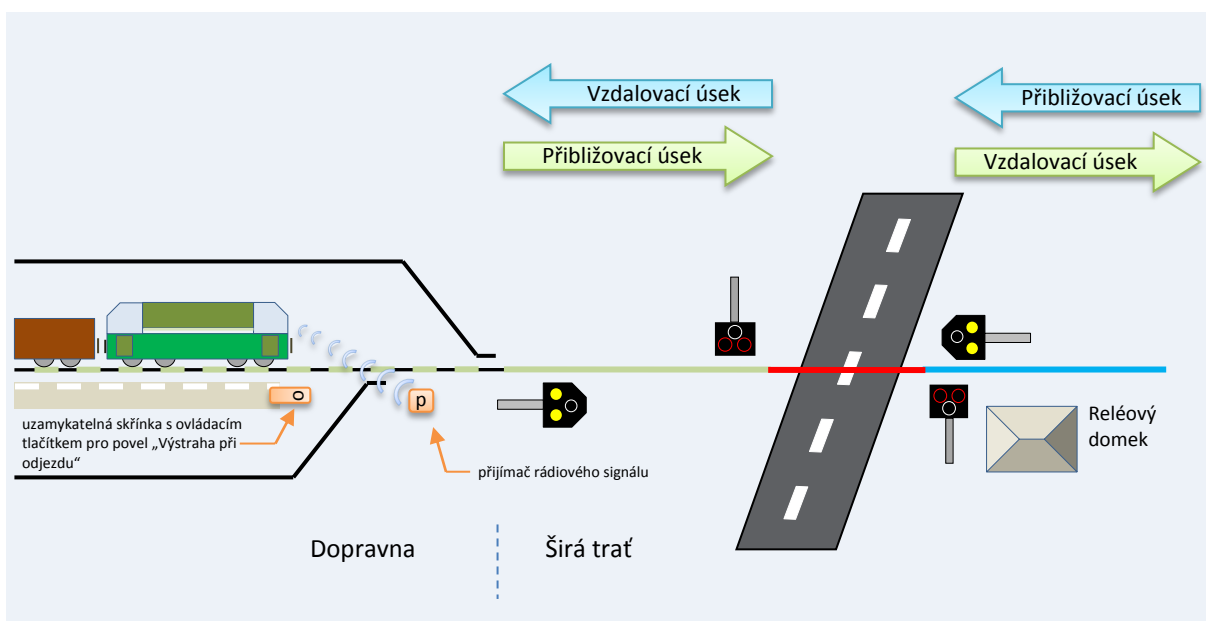 Vzdalovací úsek
Přibližovací úsek
Přibližovací úsek
Vzdalovací úsek
o
p
uzamykatelná skřínka s ovládacím
tlačítkem pro povel „Výstraha při
odjezdu“
přijímač rádiového signálu
Reléový
domek
Dopravna
Širá trať